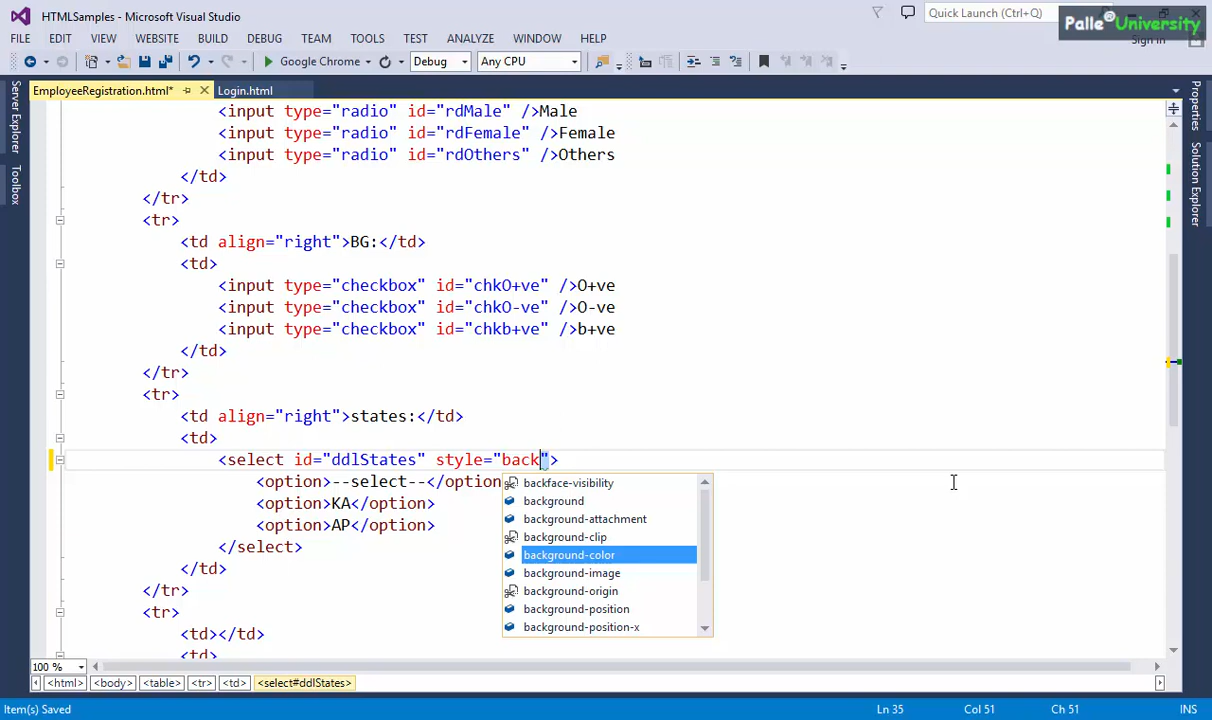 HTMLSamples - Microsoft Visual Studio
Quick Launch (Ctrl+Q)
Palle® University
FILE EDIT VIEW WEBSITE BUILD DEBUG TEAM TOOLS TEST ANALYZE WINDOW HELP
Sign in
Google Chrome Debug Any CPU
EmployeeRegistration.html* Login.html
Server Explorer
Toolbox
Properties
Solution Explorer
<input type="radio" id="rdMale" />Male
<input type="radio" id="rdFemale" />Female
<input type="radio" id="rdOthers" />Others
</td>
</tr>
<tr>
<td align="right">BG:</td>
<td>
<input type="checkbox" id="chkO+ve" />O+ve
<input type="checkbox" id="chkO-ve" />O-ve
<input type="checkbox" id="chkb+ve" />b+ve
</td>
</tr>
<tr>
<td align="right">states:</td>
<td>
<select id="ddlStates" style="back">
<option>--select--</option
<option>KA</option>
<option>AP</option>
</select>
</td>
</tr>
<tr>
<td></td>
<td>
backface-visibility
background
background-attachment
background-clip
background-color
background-image
background-origin
background-position
background-position-x
100 %
<html> <body> <table> <tr> <td> <select#ddlStates>
Item(s) Saved Ln 35 Col 51 Ch 51 INS